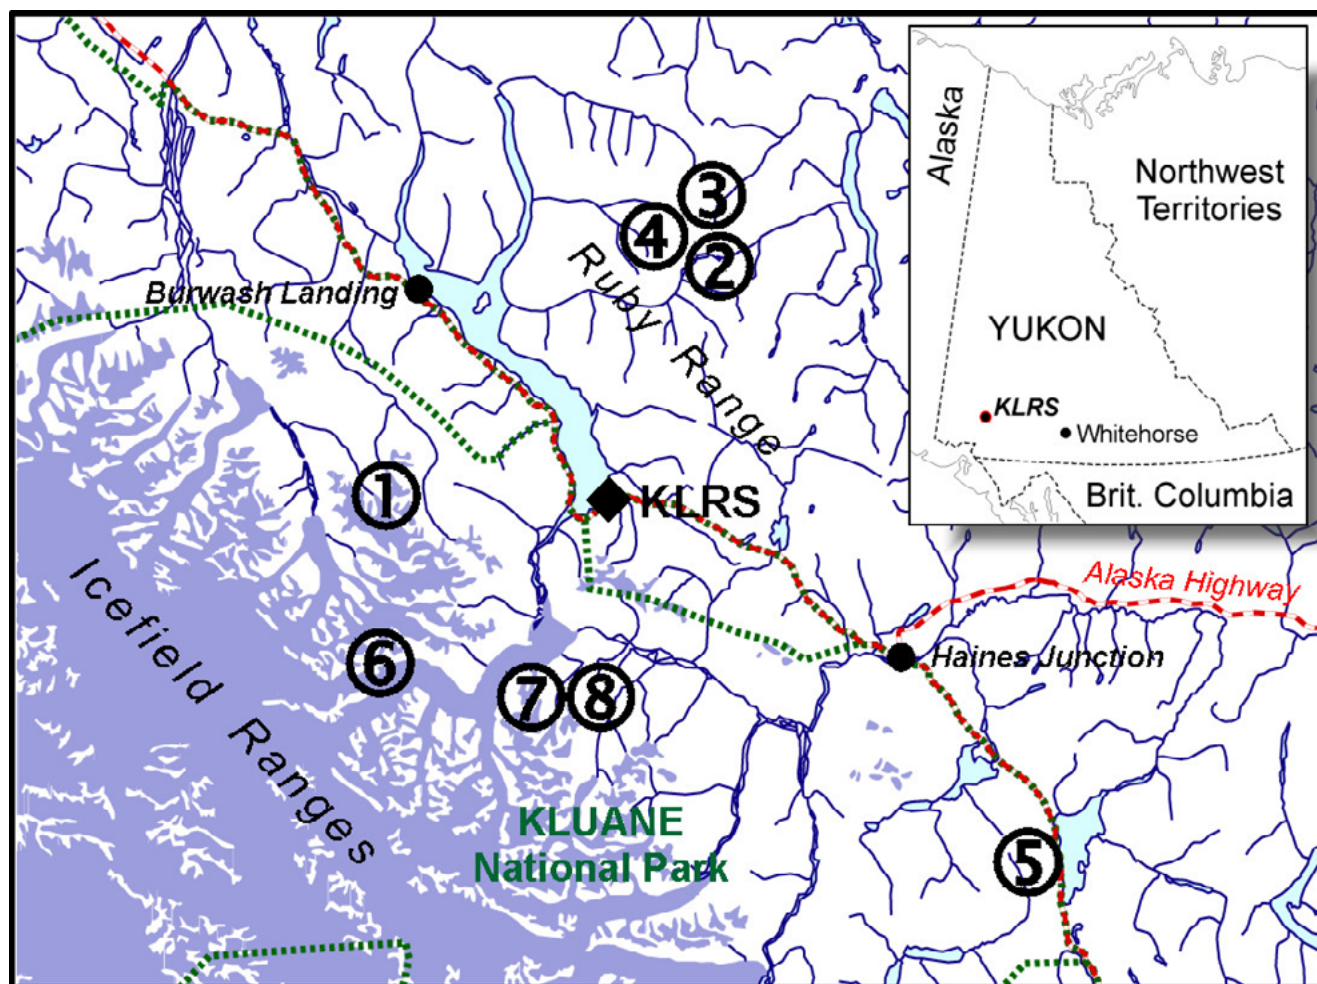 Alaska
Northwest
Territories
YUKON
KLRS
Whitehorse
Brit. Columbia
3
4
2
Ruby Range
Burwash Landing
1
KLRS
Alaska Highway
Icefield Ranges
6
7
8
Haines Junction
KLUANE
National Park
5